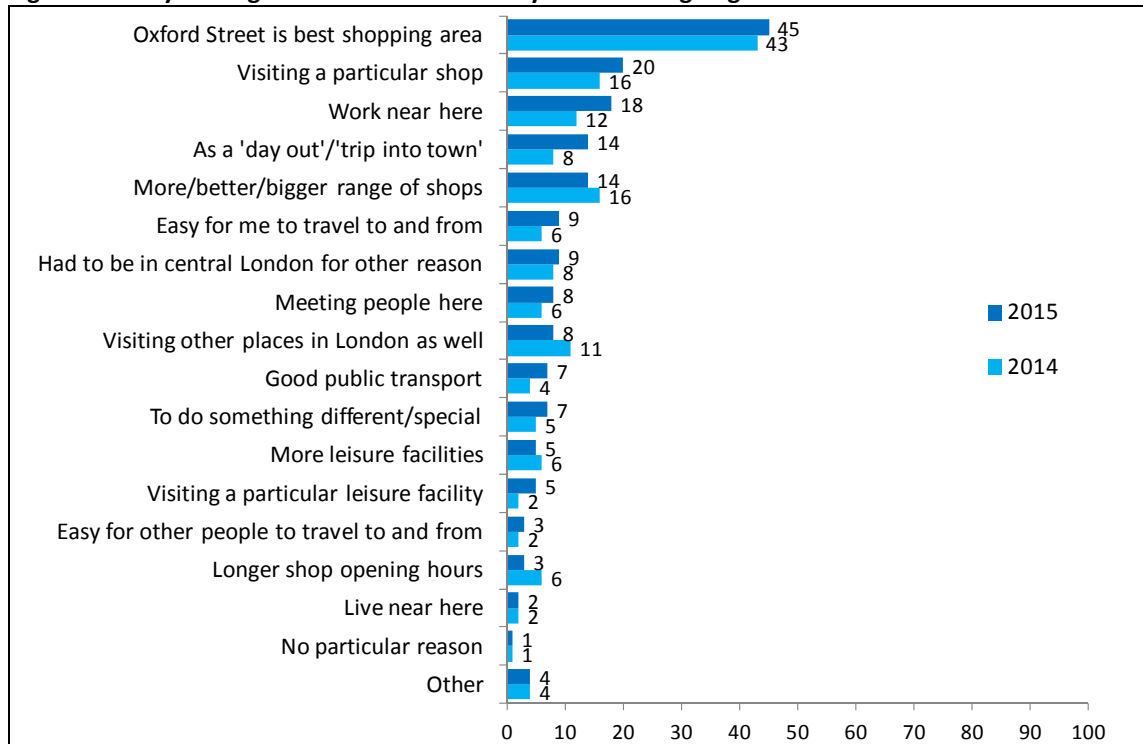 Oxford Street is best shopping area 45
43
Visiting a particular shop 20
16
Work near here 18
12
As a 'day out'/'trip into town' 14
8
More/better/bigger range of shops 14
16
Easy for me to travel to and from 9
6
Had to be in central London for other reason 9
8
Meeting people here 8
6
Visiting other places in London as well 8
11
Good public transport 7
4
To do something different/special 7
5
More leisure facilities 5
6
Visiting a particular leisure facility 5
2
Easy for other people to travel to and from 3
2
Longer shop opening hours 3
6
Live near here 2
2
No particular reason 1
1
Other 4
4
2015
2014
0 10 20 30 40 50 60 70 80 90 100